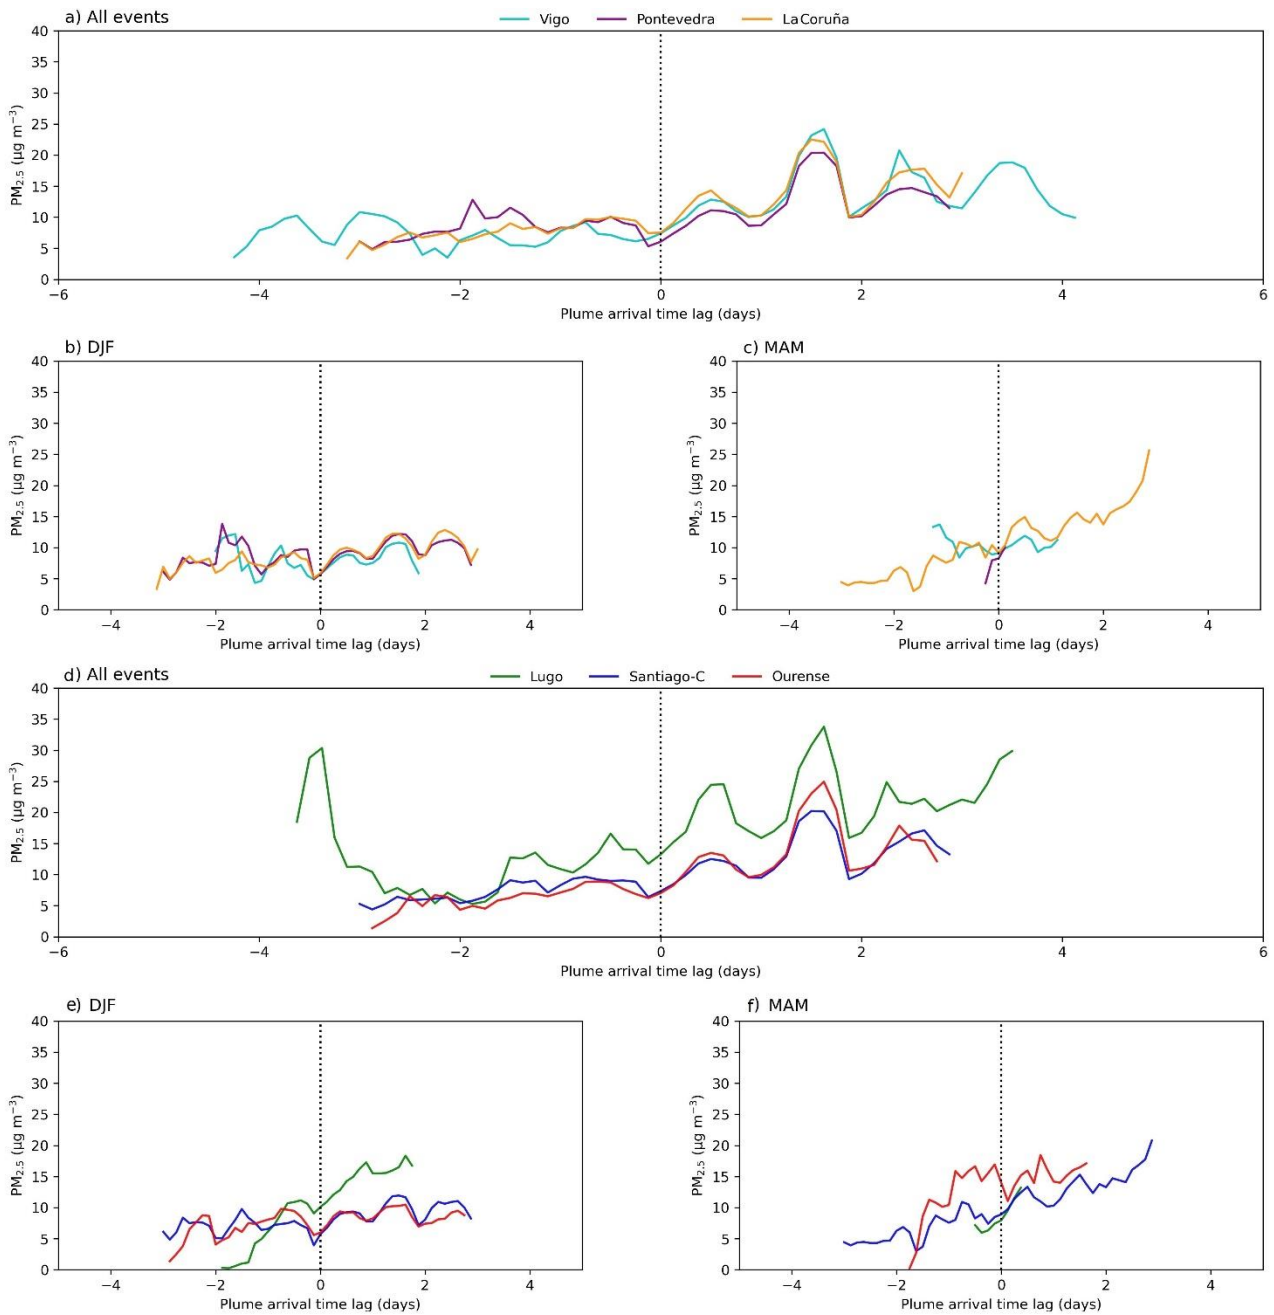 a) All events
Vigo Pontevedra La Coruña
40
35
30
25
20
15
10
5
0
PM2.5 (µg m−3)
−6 −4 −2 0 2 4 6
Plume arrival time lag (days)
b) DJF
40
35
30
25
20
15
10
5
0
PM2.5 (µg m−3)
−4 −2 0 2 4
Plume arrival time lag (days)
c) MAM
40
35
30
25
20
15
10
5
0
PM2.5 (µg m−3)
−4 −2 0 2 4
Plume arrival time lag (days)
d) All events
Lugo Santiago-C Ourense
40
35
30
25
20
15
10
5
0
PM2.5 (µg m−3)
−6 −4 −2 0 2 4 6
Plume arrival time lag (days)
e) DJF
40
35
30
25
20
15
10
5
0
PM2.5 (µg m−3)
−4 −2 0 2 4
Plume arrival time lag (days)
f) MAM
40
35
30
25
20
15
10
5
0
PM2.5 (µg m−3)
−4 −2 0 2 4
Plume arrival time lag (days)